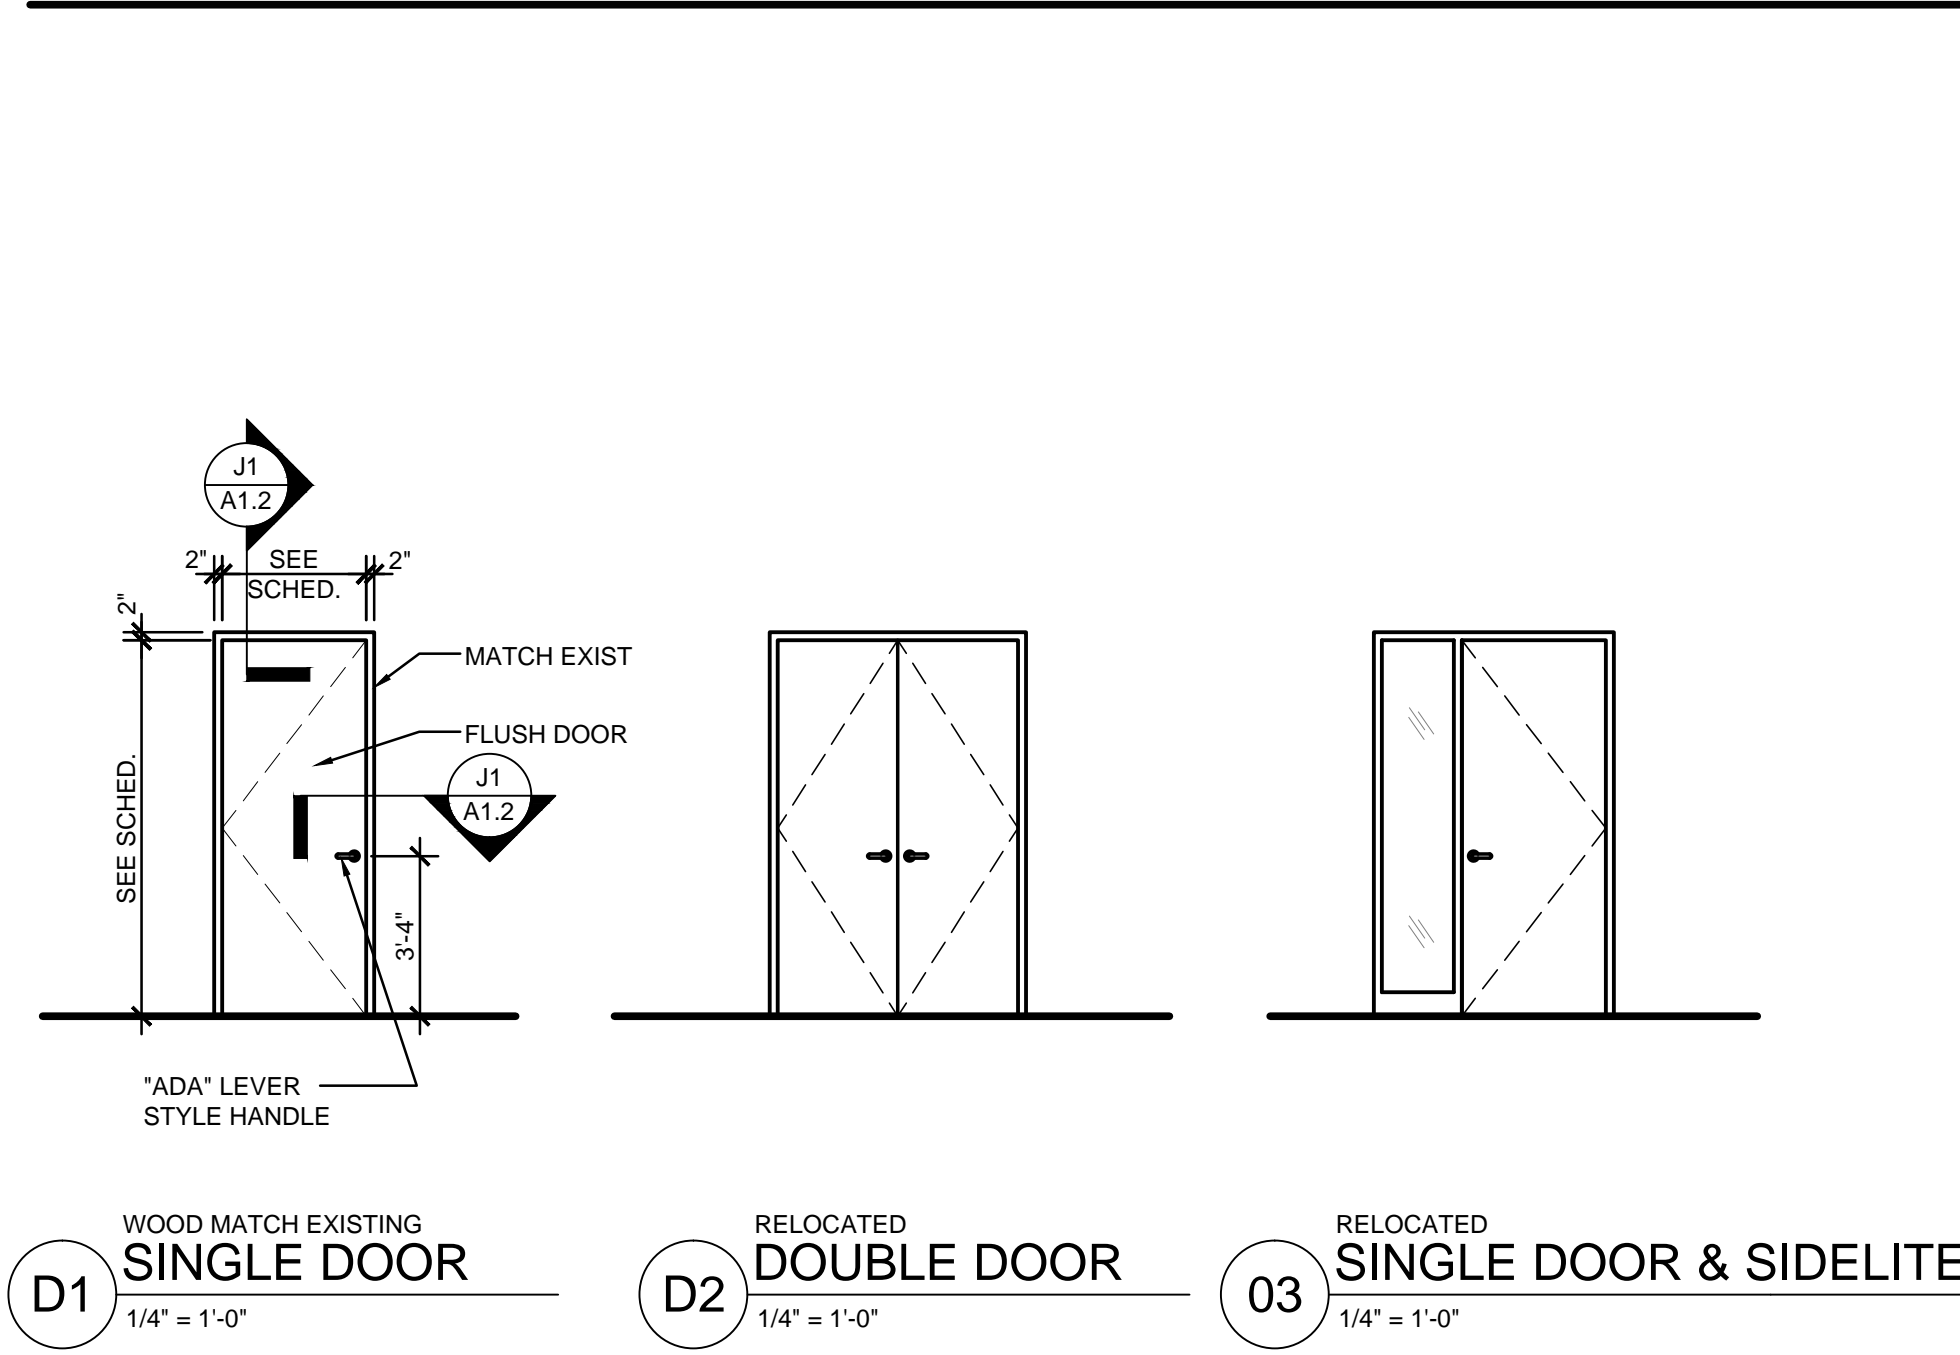 J1
A1.2
2"
SEE
SCHED.
2"
2"
SEE SCHED.
MATCH EXIST
FLUSH DOOR
J1
A1.2
3'-4"
"ADA" LEVER
STYLE HANDLE
WOOD MATCH EXISTING
SINGLE DOOR
D1
1/4" = 1'-0"
RELOCATED
DOUBLE DOOR
D2
1/4" = 1'-0"
RELOCATED
SINGLE DOOR & SIDELITE
03
1/4" = 1'-0"